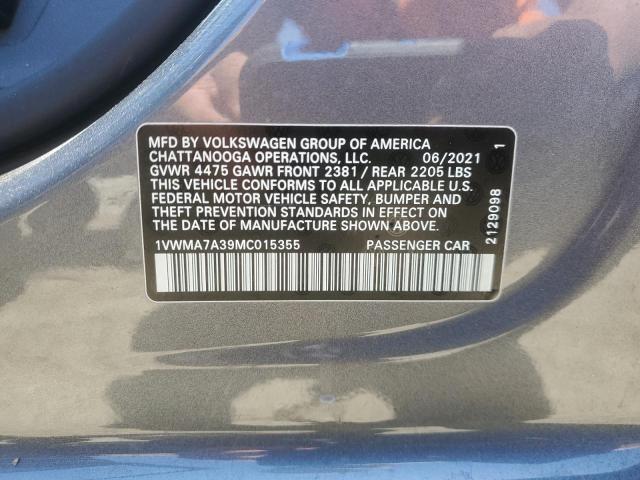 MFD BY VOLKSWAGEN GROUP OF AMERICA
CHATTANOOGA OPERATIONS, LLC. 06/2021
GVWR 4475 GAWR FRONT 2381 / REAR 2205 LBS
THIS VEHICLE CONFORMS TO ALL APPLICABLE U.S.
FEDERAL MOTOR VEHICLE SAFETY, BUMPER AND
THEFT PREVENTION STANDARDS IN EFFECT ON
THE DATE OF MANUFACTURE SHOWN ABOVE.
1VWMA7A39MC015355 PASSENGER CAR
2129098 1